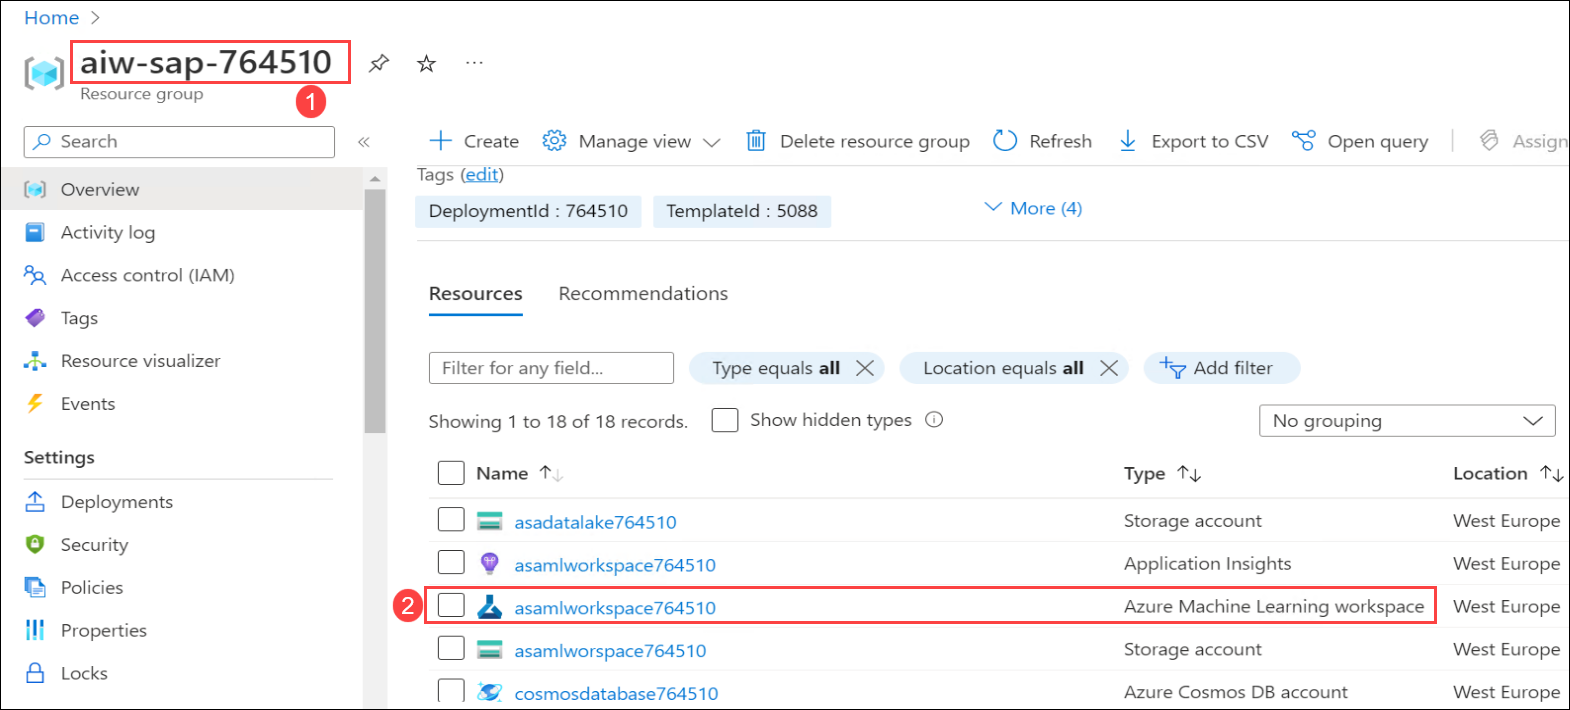 Home >
aiw-sap-764510
Resource group
1
Search
«
Create
Manage view
Delete resource group
Refresh
Export to CSV
Open query
Assign
Overview
Activity log
Access control (IAM)
Tags
Resource visualizer
Events
Settings
Deployments
Security
Policies
Properties
Locks
Tags (edit)
DeploymentId : 764510 TemplateId : 5088
More (4)
Resources Recommendations
Filter for any field...
Type equals all
Location equals all
Add filter
Showing 1 to 18 of 18 records.
Show hidden types
No grouping
Name Type Location
asadatalake764510 Storage account West Europe
asamlworkspace764510 Application Insights West Europe
2 asamlworkspace764510 Azure Machine Learning workspace West Europe
asamlworspace764510 Storage account West Europe
cosmosdatabase764510 Azure Cosmos DB account West Europe